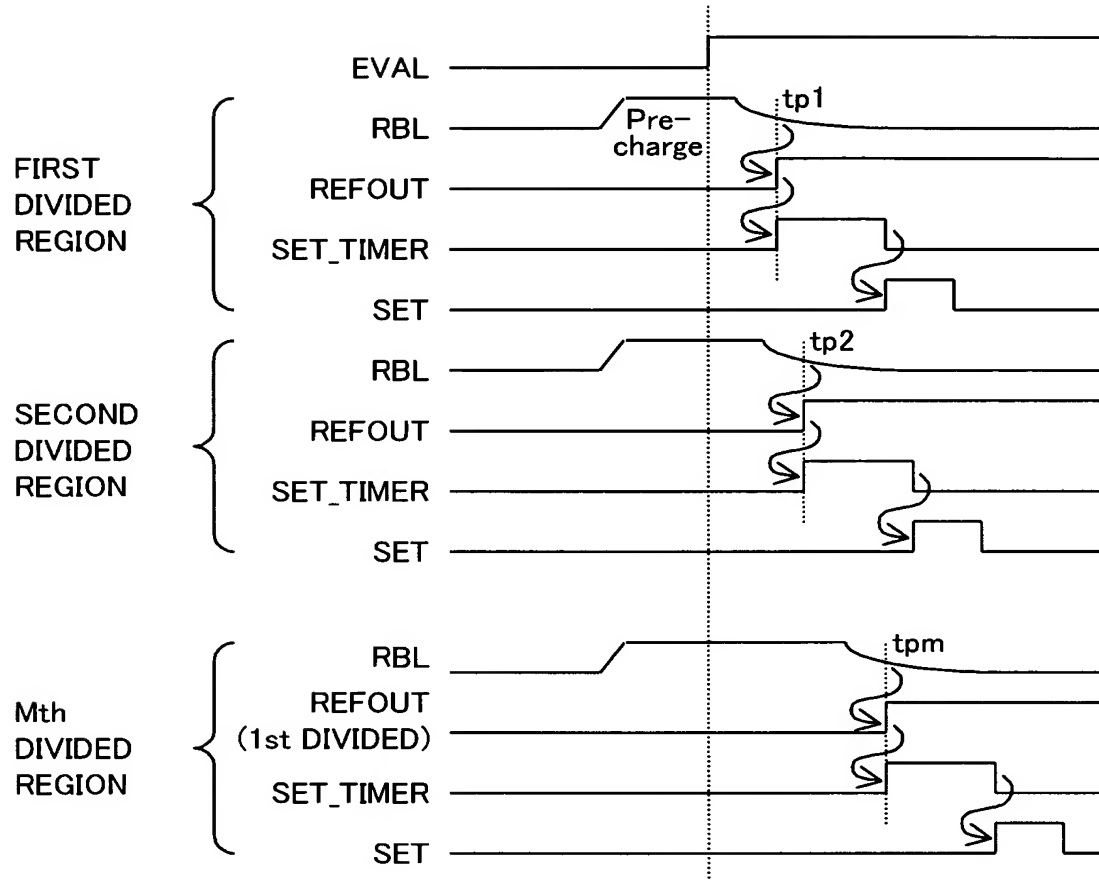 EVAL
FIRST
DIVIDED
REGION
RBL
Pre-
charge
tp1
REFOUT
SET_TIMER
SET
SECOND
DIVIDED
REGION
RBL
tp2
REFOUT
SET_TIMER
SET
Mth
DIVIDED
REGION
RBL
tpm
REFOUT
(1st DIVIDED)
SET_TIMER
SET